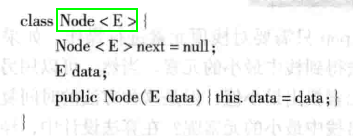 class Node < E > {
Node < E > next = null;
E data;
public Node( E data) { this data = data; }
}